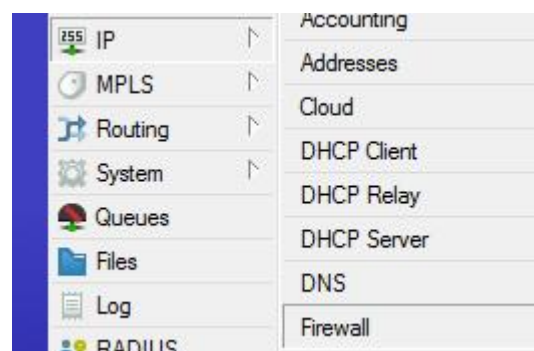 255 IP
MPLS
Routing
System
Queues
Files
Log
RADIUS
Accounting
Addresses
Cloud
DHCP Client
DHCP Relay
DHCP Server
DNS
Firewall